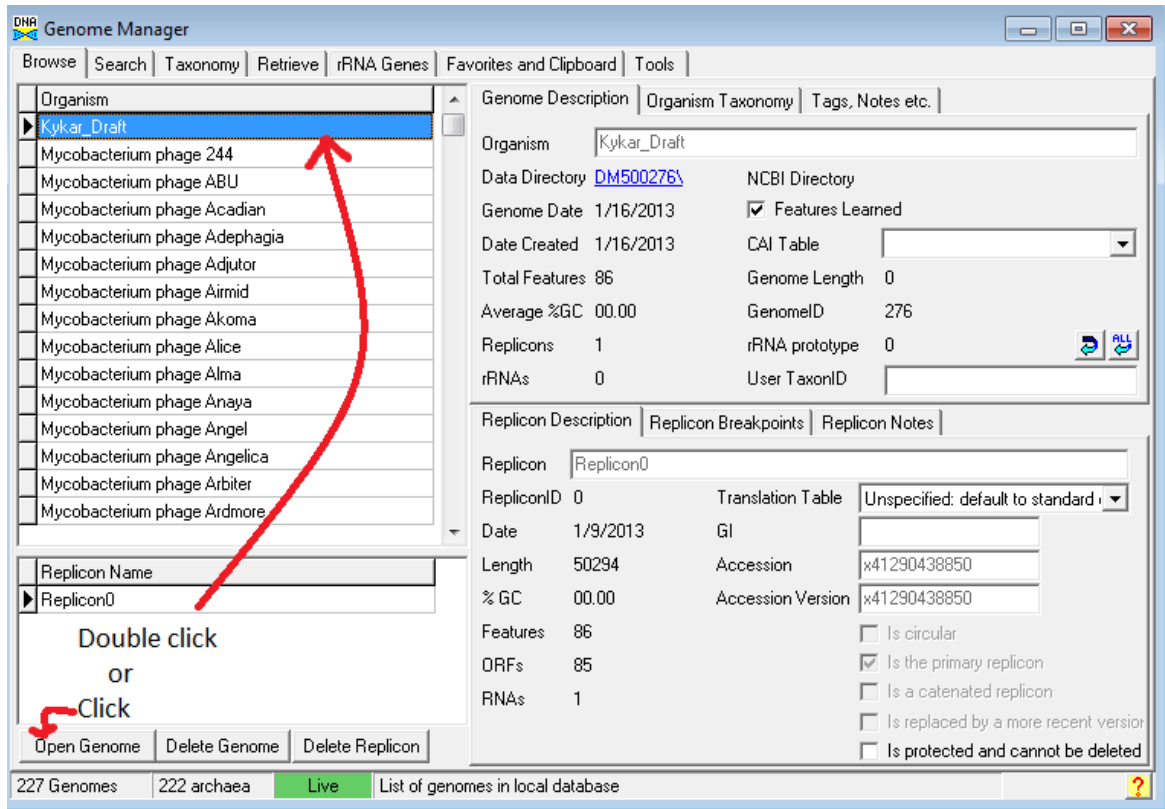 DNA
Genome Manager
Browse Search Taxonomy Retrieve rRNA Genes Favorites and Clipboard Tools
Organism
Kykar_Draft
Mycobacterium phage 244
Mycobacterium phage ABU
Mycobacterium phage Acadian
Mycobacterium phage Adephagia
Mycobacterium phage Adjutor
Mycobacterium phage Airmid
Mycobacterium phage Akoma
Mycobacterium phage Alice
Mycobacterium phage Alma
Mycobacterium phage Anaya
Mycobacterium phage Angel
Mycobacterium phage Angelica
Mycobacterium phage Arbiter
Mycobacterium phage Ardmore
Replicon Name
Replicon0
Double click
or
Click
Open Genome Delete Genome Delete Replicon
Genome Description Organism Taxonomy Tags, Notes etc.
Organism Kykar_Draft
Data Directory DM500276\ NCBI Directory
Genome Date 1/16/2013 Features Learned
Date Created 1/16/2013 CAI Table
Total Features 86 Genome Length 0
Average %GC 00.00 GenomeID 276
Replicons 1 rRNA prototype 0 ALL
rRNAs 0 User TaxonID
Replicon Description Replicon Breakpoints Replicon Notes
Replicon Replicon0
RepliconID 0 Translation Table Unspecified: default to standard
Date 1/9/2013 GI
Length 50294 Accession x41290438850
% GC 00.00 Accession Version x41290438850
Features 86 Is circular
ORFs 85 Is the primary replicon
RNAs 1 Is a catenated replicon
Is replaced by a more recent version
Is protected and cannot be deleted
227 Genomes 222 archaea Live List of genomes in local database ?